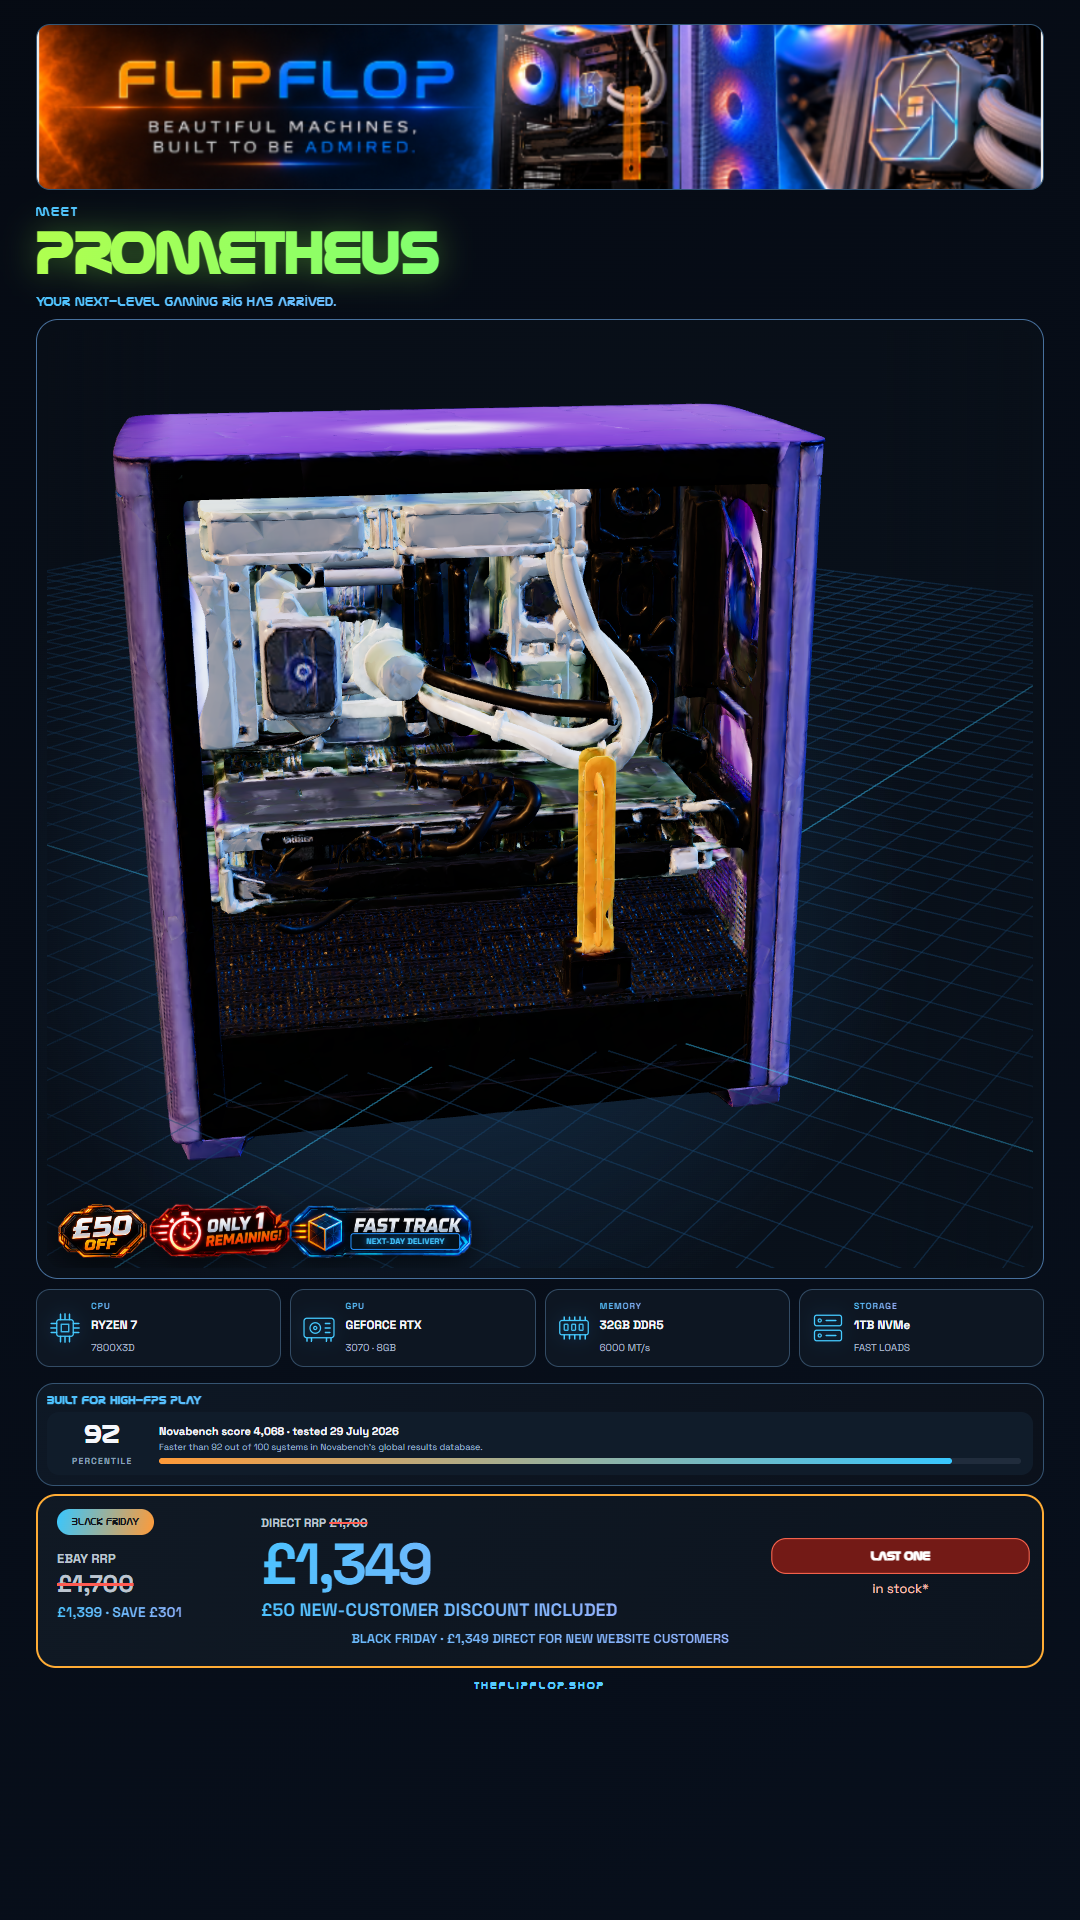 FLIPFLOP
BEAUTIFUL MACHINES,
BUILT TO BE ADMIRED.
MEET
PROMETHEUS
YOUR NEXT-LEVEL GAMING RIG HAS ARRIVED.
£50
OFF
ONLY 1
REMAINING!
FAST TRACK
NEXT-DAY DELIVERY
CPU
RYZEN 7
7800X3D
GPU
GEFORCE RTX
3070 · 8GB
MEMORY
32GB DDR5
6000 MT/s
STORAGE
1TB NVMe
FAST LOADS
BUILT FOR HIGH-FPS PLAY
92
PERCENTILE
Novabench score 4,068 · tested 29 July 2026
Faster than 92 out of 100 systems in Novabench's global results database.
BLACK FRIDAY
EBAY RRP
£1,700
£1,399 · SAVE £301
DIRECT RRP £1,700
£1,349
£50 NEW-CUSTOMER DISCOUNT INCLUDED
BLACK FRIDAY · £1,349 DIRECT FOR NEW WEBSITE CUSTOMERS
LAST ONE
in stock*
THEFLIPFLOP.SHOP